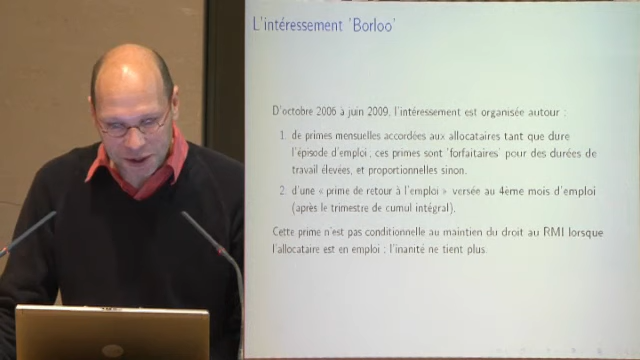 L'intéressement 'Borloo'
D'octobre 2006 à juin 2009, l'intéressement est organisée autour :
1. de primes mensuelles accordées aux allocataires tant que dure
l'épisode d'emploi ; ces primes sont 'forfaitaires' pour des durées de
travail élevées, et proportionnelles sinon.
2. d'une « prime de retour à l'emploi » versée au 4ème mois d'emploi
(après le trimestre de cumul intégral).
Cette prime n'est pas conditionnelle au maintien du droit au RMI lorsque
l'allocataire est en emploi : l'inanité ne tient plus.